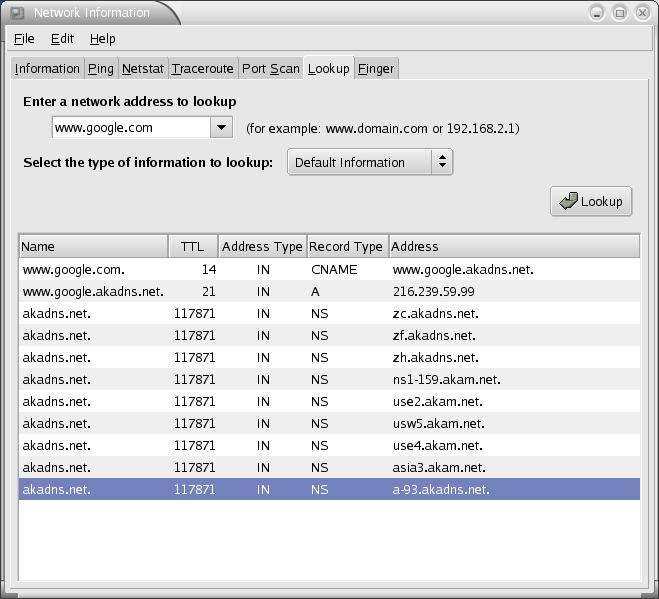 Network Information
File Edit Help
Information Ping Netstat Traceroute Port Scan Lookup Finger
Enter a network address to lookup
www.google.com (for example: www.domain.com or 192.168.2.1)
Select the type of information to lookup: Default Information
Lookup
Name TTL Address Type Record Type Address
www.google.com. 14 IN CNAME www.google.akadns.net.
www.google.akadns.net. 21 IN A 216.239.59.99
akadns.net. 117871 IN NS zc.akadns.net.
akadns.net. 117871 IN NS zf.akadns.net.
akadns.net. 117871 IN NS zh.akadns.net.
akadns.net. 117871 IN NS ns1-159.akam.net.
akadns.net. 117871 IN NS use2.akam.net.
akadns.net. 117871 IN NS usw5.akam.net.
akadns.net. 117871 IN NS use4.akam.net.
akadns.net. 117871 IN NS asia3.akam.net.
akadns.net. 117871 IN NS a-93.akadns.net.